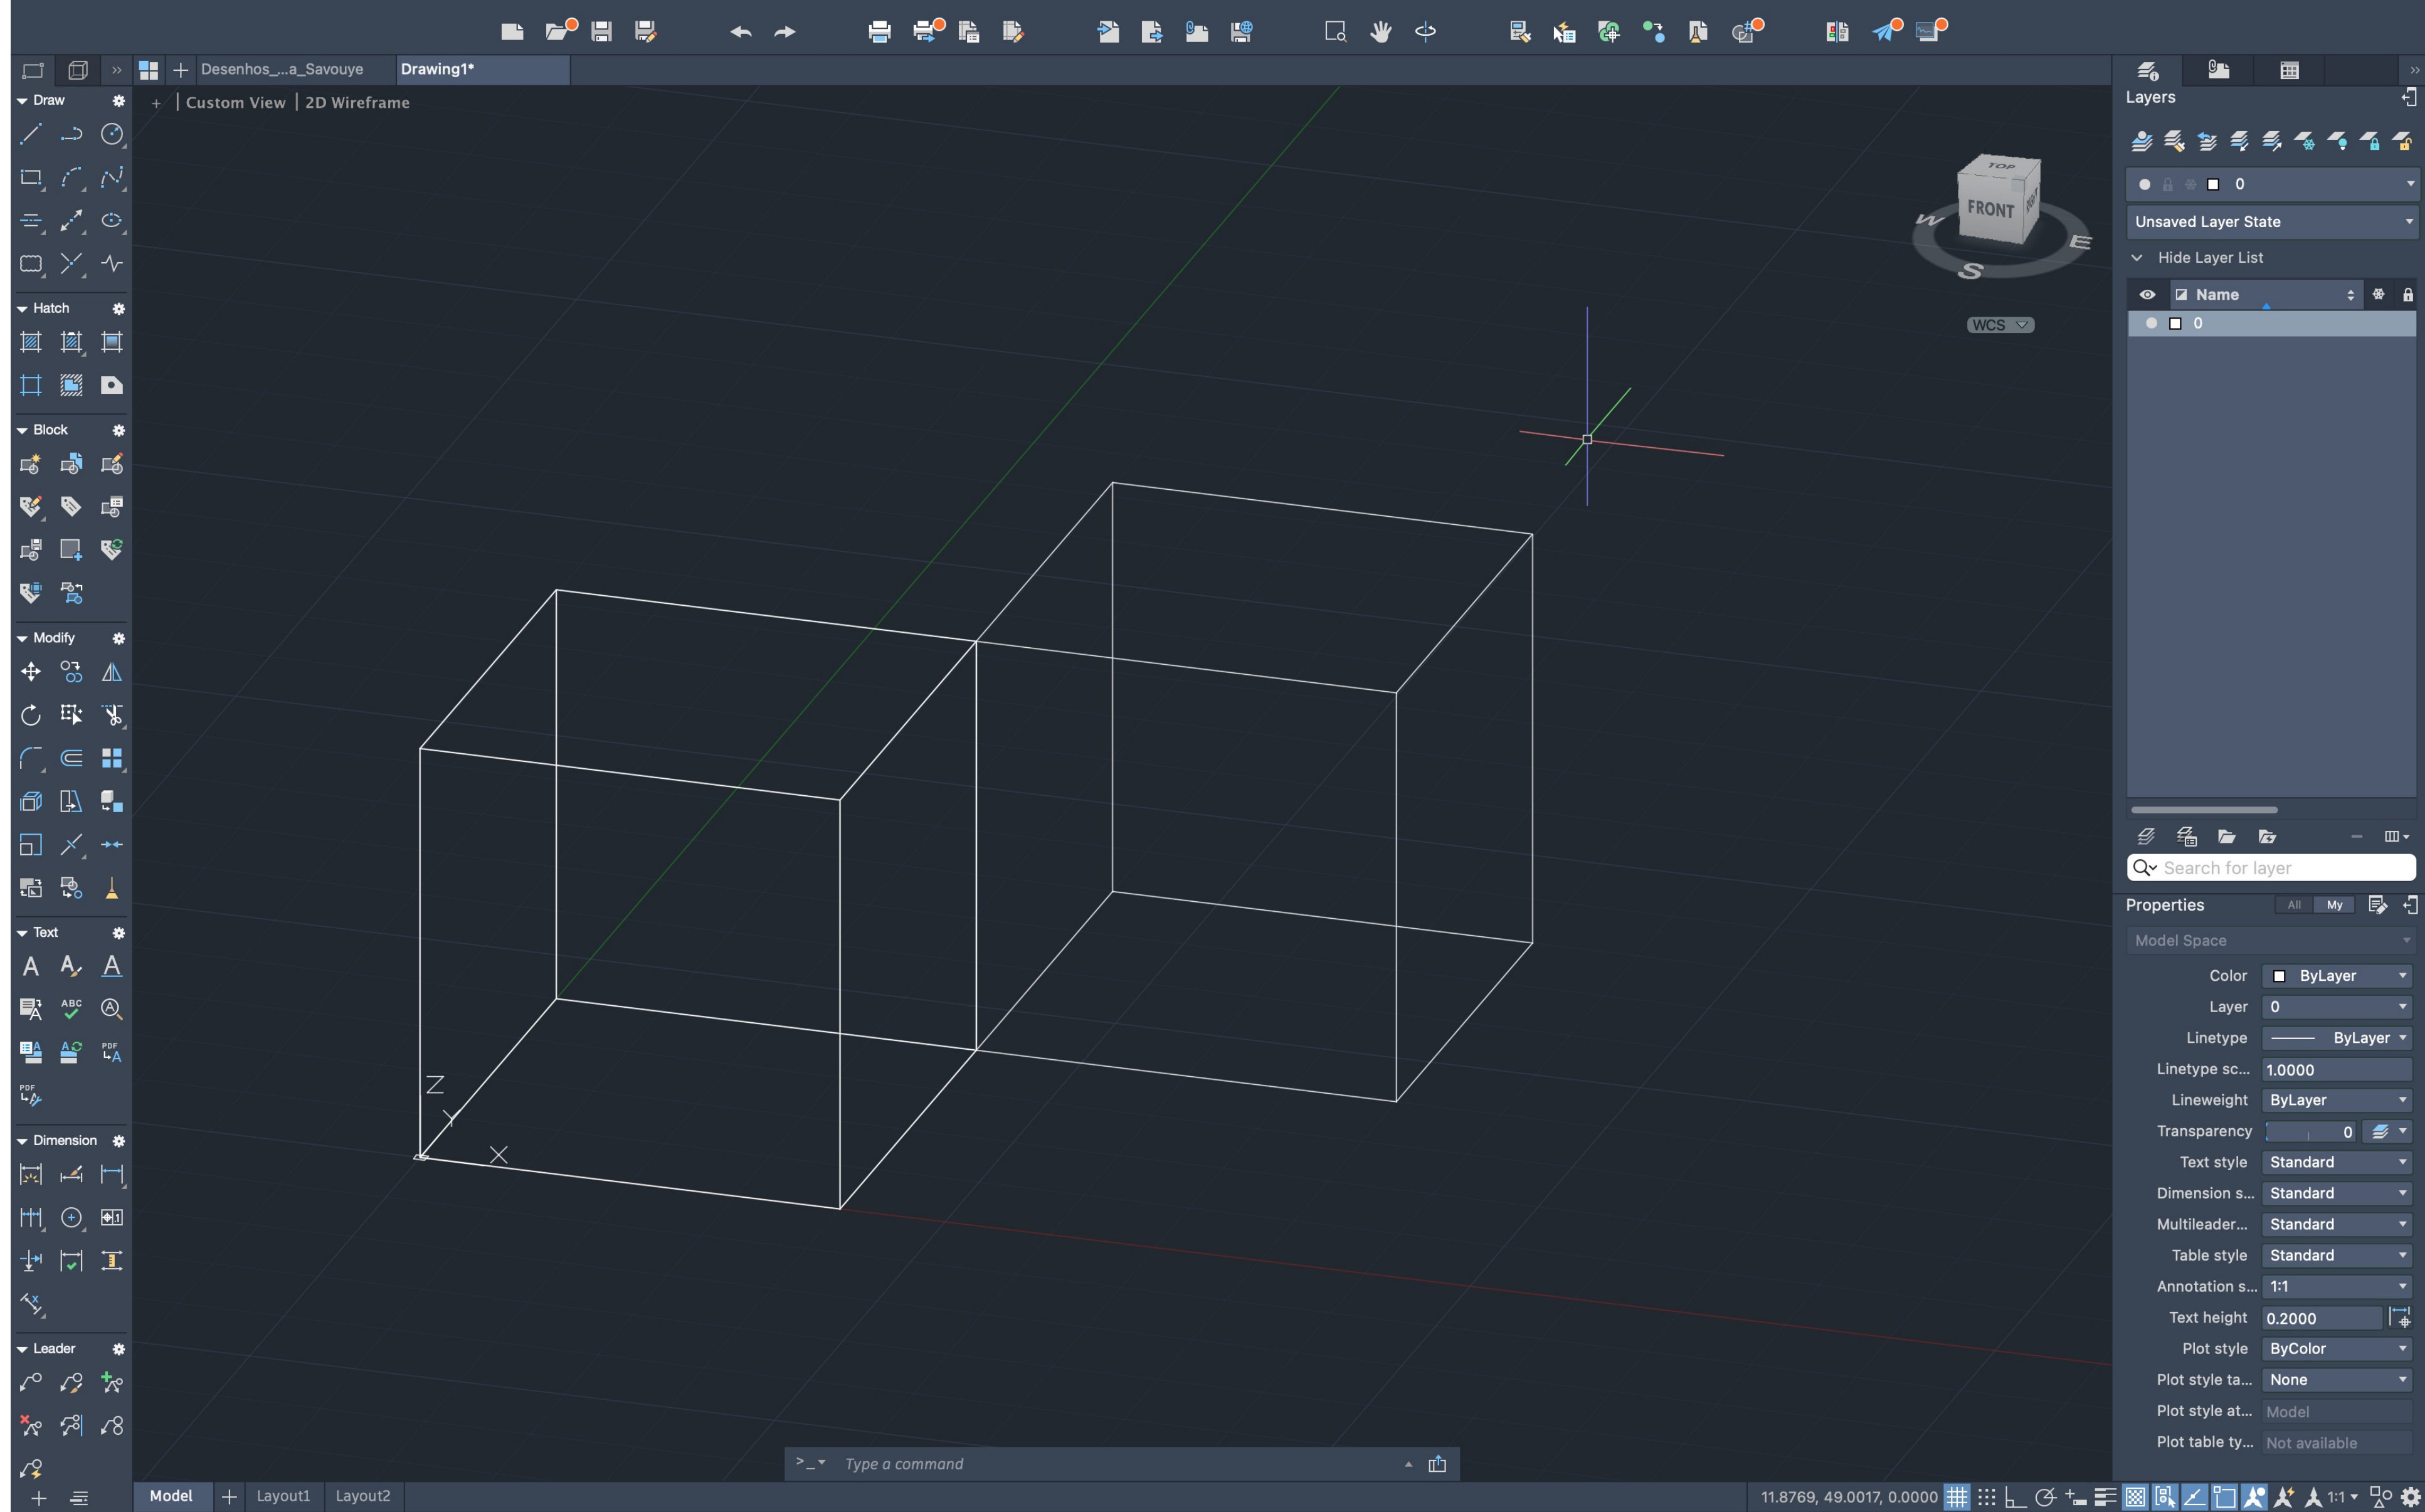 Desenhos_...a_Savouye
Drawing1*
+ | Custom View | 2D Wireframe
Draw
Hatch
Block
Modify
Text
A A A
A ABC A
A A PDF A
PDF
Dimension
1
Leader
Z
Y
X
TOP
FRONT
RIGHT
W
S
E
WCS
>_ Type a command
Model + Layout1 Layout2
Layers
0
Unsaved Layer State
Hide Layer List
Name
0
Search for layer
Properties All My
Model Space
Color ByLayer
Layer 0
Linetype ByLayer
Linetype sc... 1.0000
Lineweight ByLayer
Transparency 0
Text style Standard
Dimension s... Standard
Multileader... Standard
Table style Standard
Annotation s... 1:1
Text height 0.2000
Plot style ByColor
Plot style ta... None
Plot style at... Model
Plot table ty... Not available
11.8769, 49.0017, 0.0000 1:1